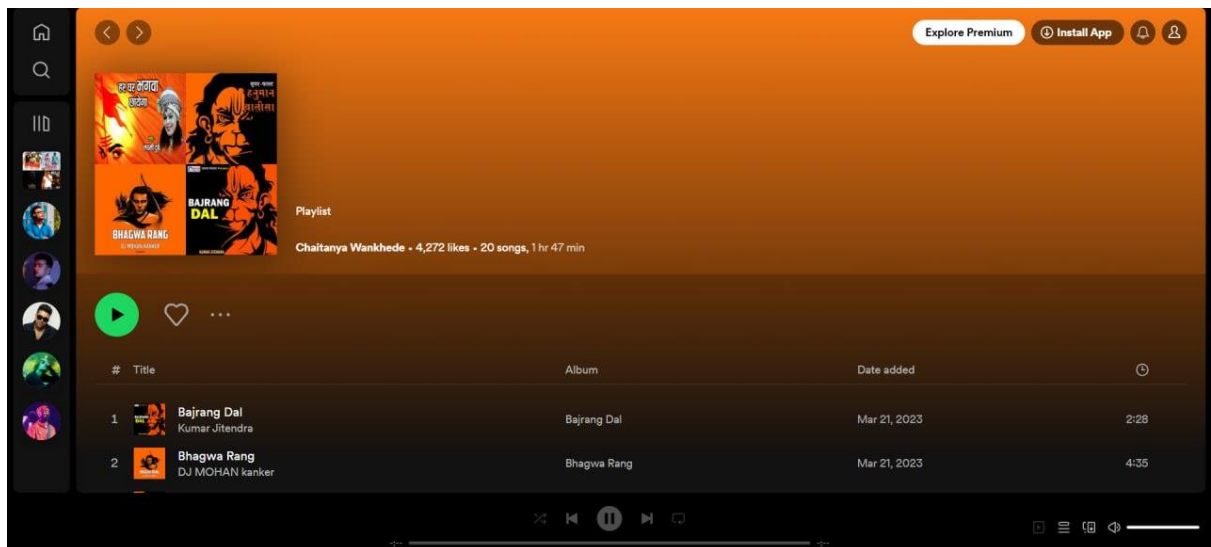 Explore Premium
Install App
हर घर भगवा
छायेगा
हनुमान
चालीसा
BHAGWA RANG
DJ MOHAN KANKER
BAJRANG
DAL
Playlist
Chaitanya Wankhede • 4,272 likes • 20 songs, 1 hr 47 min
# Title Album Date added
1 Bajrang Dal Bajrang Dal Mar 21, 2023 2:28
Kumar Jitendra
2 Bhagwa Rang Bhagwa Rang Mar 21, 2023 4:35
DJ MOHAN kanker
-:-- -:--